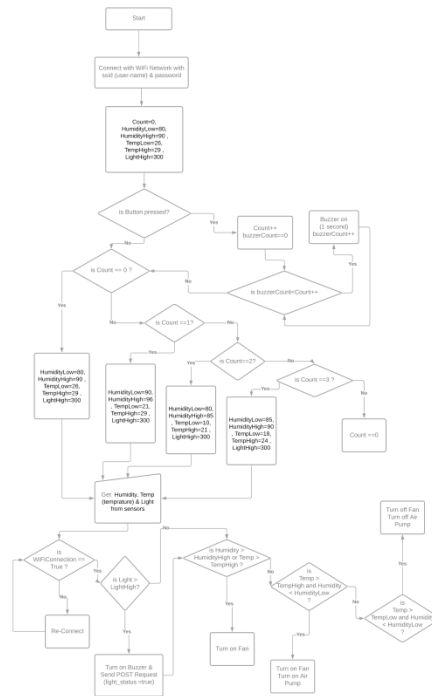 Start
Connect with WiFi Network with
ssid (user-name) & password
Count=0,
HumidityLow=80,
HumidityHigh=90 ,
TempLow=26,
TempHigh=29 ,
LightHigh=300
is Button pressed?
Yes
No
Count++
buzzerCount==0
Buzzer on
(1 second)
buzzerCount++
Yes
is buzzerCount<Count++
No
is Count == 0 ?
Yes
No
is Count ==1?
Yes
No
is Count==2?
Yes
No
is Count ==3 ?
Yes
No
Count ==0
HumidityLow=80,
HumidityHigh=90
, TempLow=26,
TempHigh=29 ,
LightHigh=300
HumidityLow=90,
HumidityHigh=96
, TempLow=21,
TempHigh=29 ,
LightHigh=300
HumidityLow=80,
HumidityHigh=85
, TempLow=10,
TempHigh=21 ,
LightHigh=300
HumidityLow=85,
HumidityHigh=90
, TempLow=18,
TempHigh=24 ,
LightHigh=300
Get Humidity, Temp
(temprature) & Light
from sensors
is
WIFIConnection ==
True ?
Yes
No
Re-Connect
is Light >
LightHigh?
No
Yes
Turn on Buzzer &
Send POST Request
(light_status =true)
is Humidity >
HumidityHigh or Temp >
TempHigh ?
No
Yes
Turn on Fan
is
Temp >
TempHigh and Humidity
< HumidityLow
?
No
Yes
Turn on Fan
Turn on Air
Pump
is
Temp >
TempLow and Humidity
< HumidityLow
?
Yes
Turn off Fan
Turn off Air
Pump